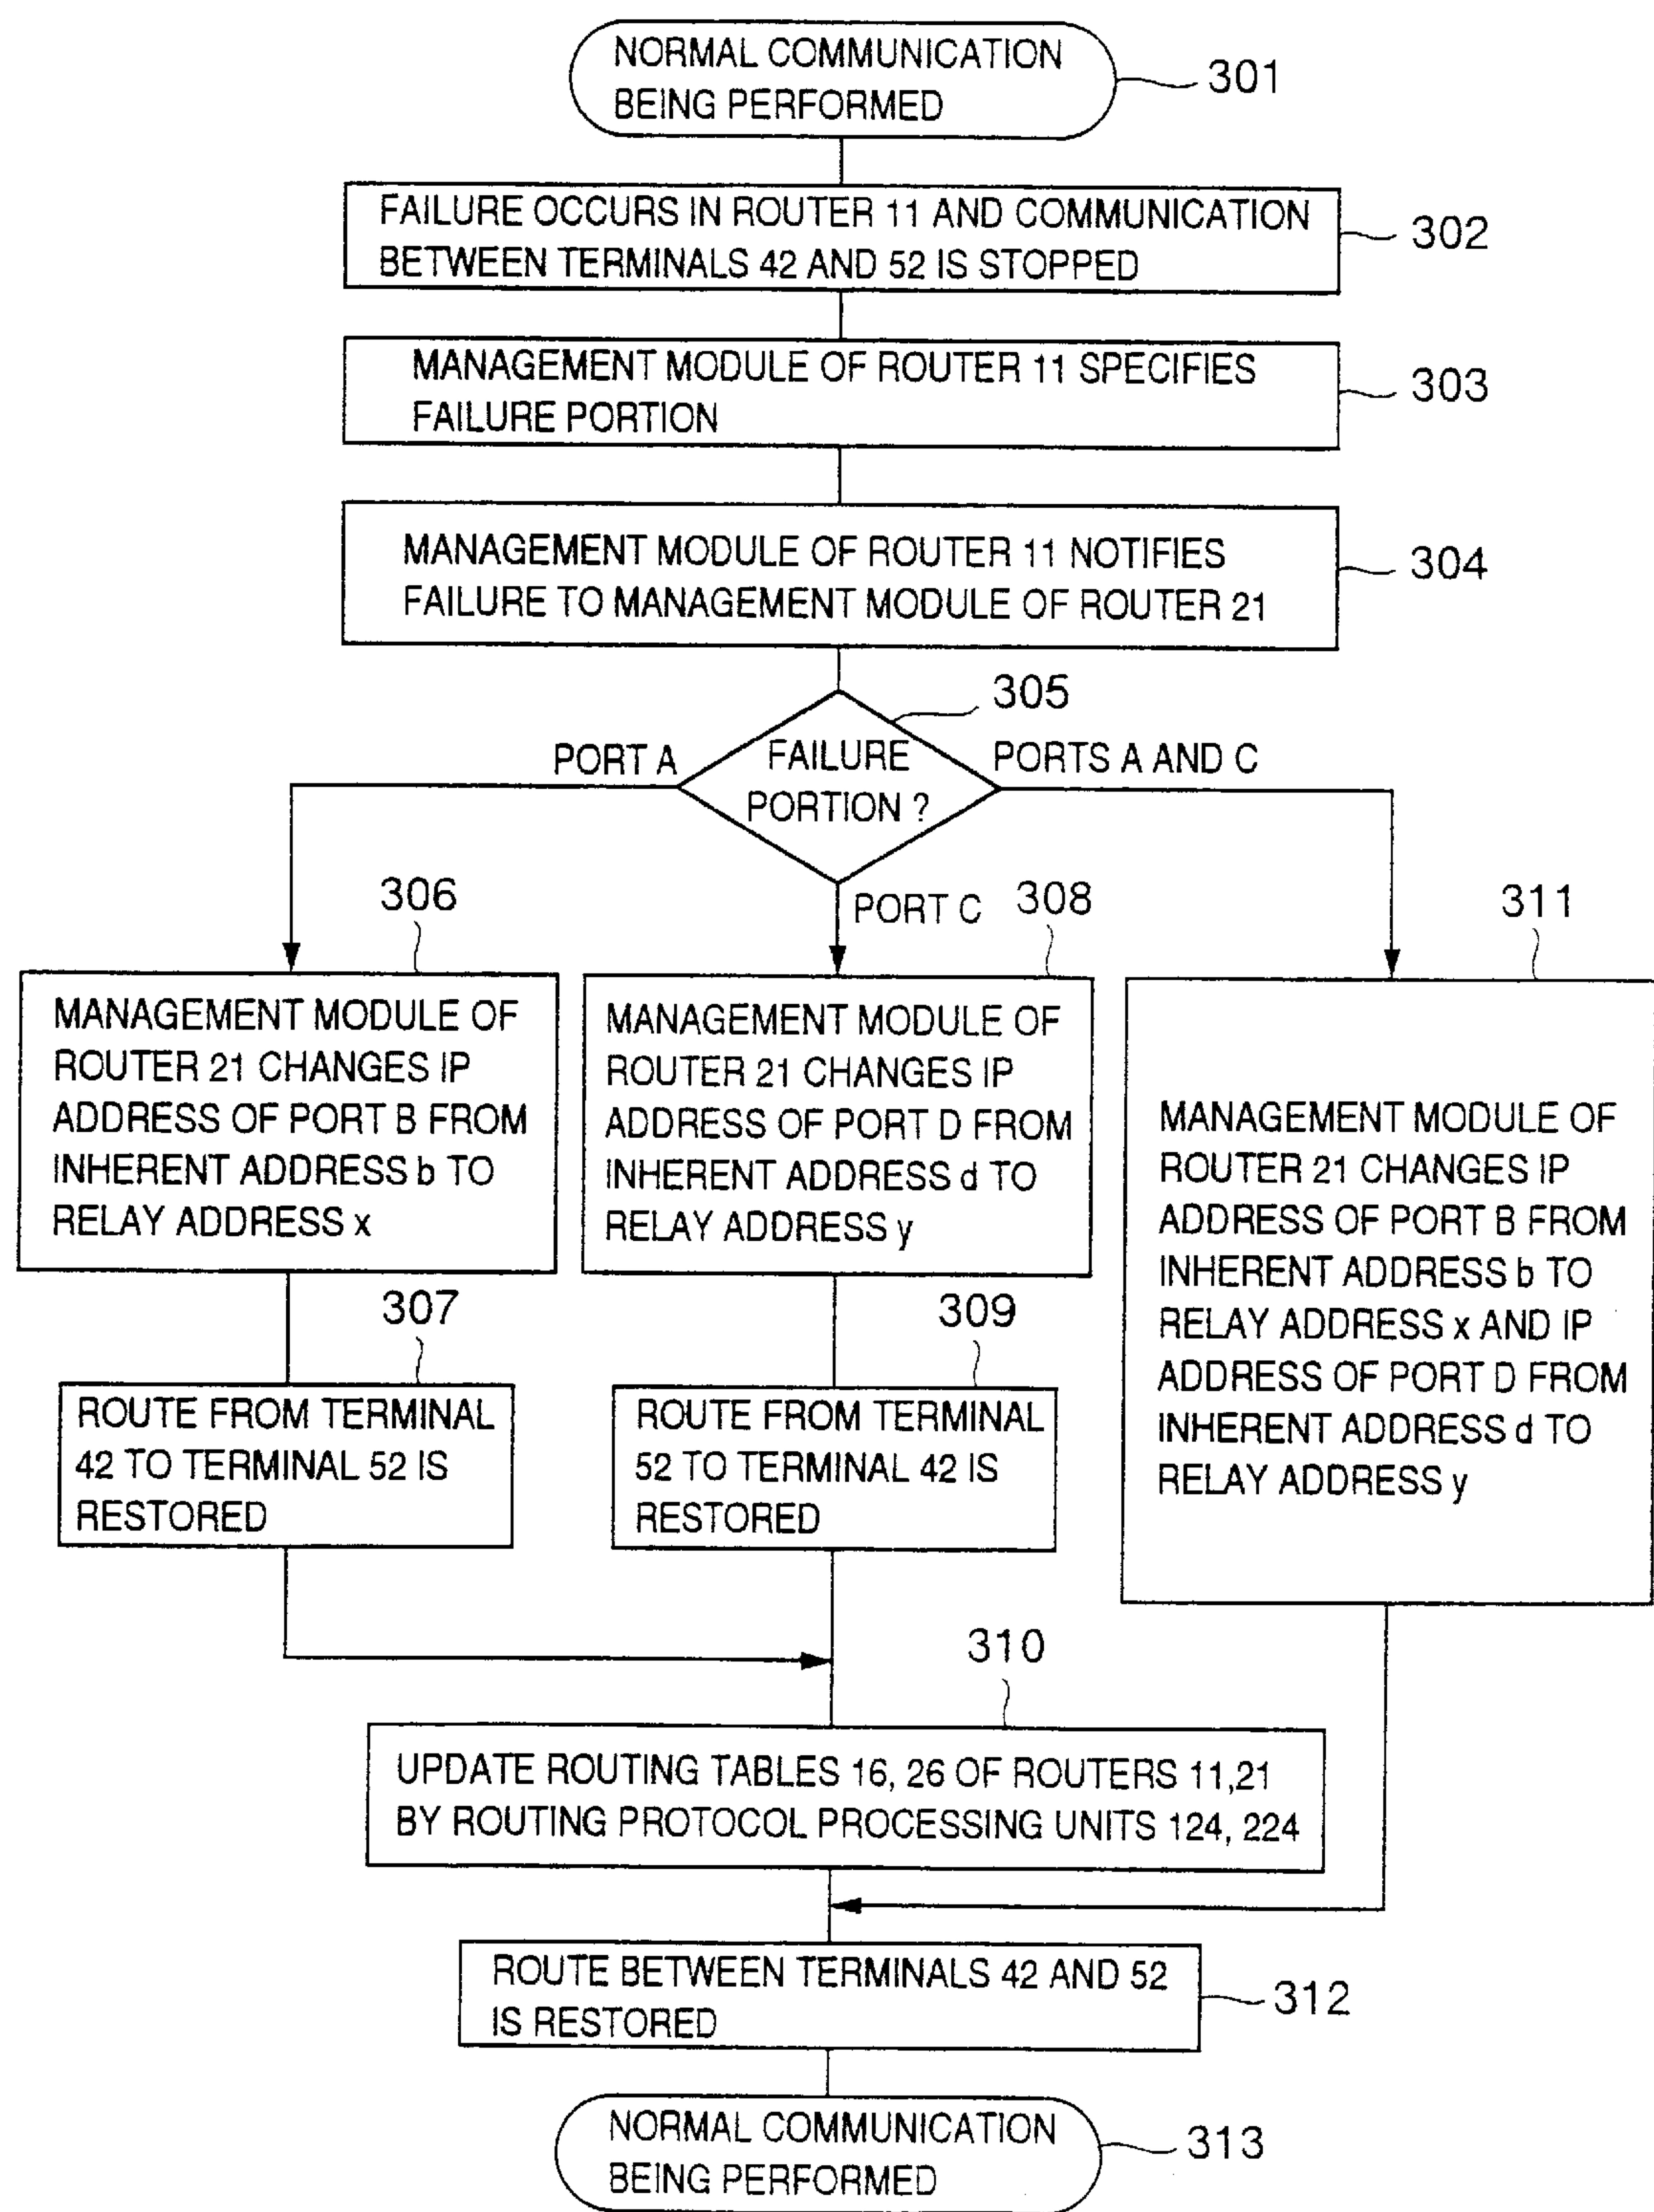 NORMAL COMMUNICATION
BEING PERFORMED
301
FAILURE OCCURS IN ROUTER 11 AND COMMUNICATION
BETWEEN TERMINALS 42 AND 52 IS STOPPED
302
MANAGEMENT MODULE OF ROUTER 11 SPECIFIES
FAILURE PORTION
303
MANAGEMENT MODULE OF ROUTER 11 NOTIFIES
FAILURE TO MANAGEMENT MODULE OF ROUTER 21
304
305
PORT A
FAILURE
PORTION ?
PORTS A AND C
PORT C
306
MANAGEMENT MODULE OF
ROUTER 21 CHANGES IP
ADDRESS OF PORT B FROM
INHERENT ADDRESS b TO
RELAY ADDRESS x
308
MANAGEMENT MODULE OF
ROUTER 21 CHANGES IP
ADDRESS OF PORT D FROM
INHERENT ADDRESS d TO
RELAY ADDRESS y
311
MANAGEMENT MODULE OF
ROUTER 21 CHANGES IP
ADDRESS OF PORT B FROM
INHERENT ADDRESS b TO
RELAY ADDRESS x AND IP
ADDRESS OF PORT D FROM
INHERENT ADDRESS d TO
RELAY ADDRESS y
307
ROUTE FROM TERMINAL
42 TO TERMINAL 52 IS
RESTORED
309
ROUTE FROM TERMINAL
52 TO TERMINAL 42 IS
RESTORED
310
UPDATE ROUTING TABLES 16, 26 OF ROUTERS 11,21
BY ROUTING PROTOCOL PROCESSING UNITS 124, 224
ROUTE BETWEEN TERMINALS 42 AND 52
IS RESTORED
312
NORMAL COMMUNICATION
BEING PERFORMED
313